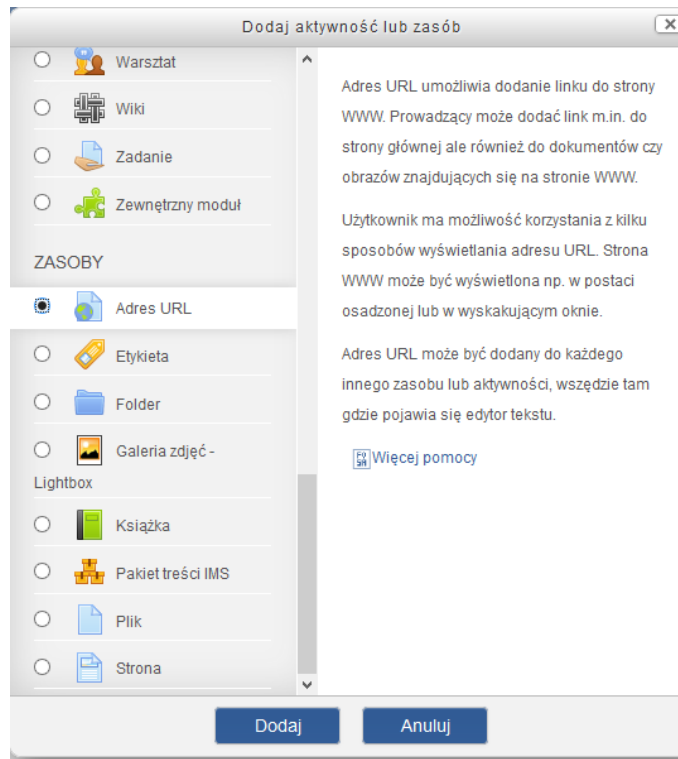 Dodaj aktywność lub zasób
Warsztat
Wiki
Zadanie
Zewnętrzny moduł
ZASOBY
Adres URL
Etykieta
Folder
Galeria zdjęć -
Lightbox
Książka
Pakiet treści IMS
Plik
Strona
Adres URL umożliwia dodanie linku do strony
WWW. Prowadzący może dodać link m.in. do
strony głównej ale również do dokumentów czy
obrazów znajdujących się na stronie WWW.
Użytkownik ma możliwość korzystania z kilku
sposobów wyświetlania adresu URL. Strona
WWW może być wyświetlona np. w postaci
osadzonej lub w wyskakującym oknie.
Adres URL może być dodany do każdego
innego zasobu lub aktywności, wszędzie tam
gdzie pojawia się edytor tekstu.
Więcej pomocy
Dodaj
Anuluj